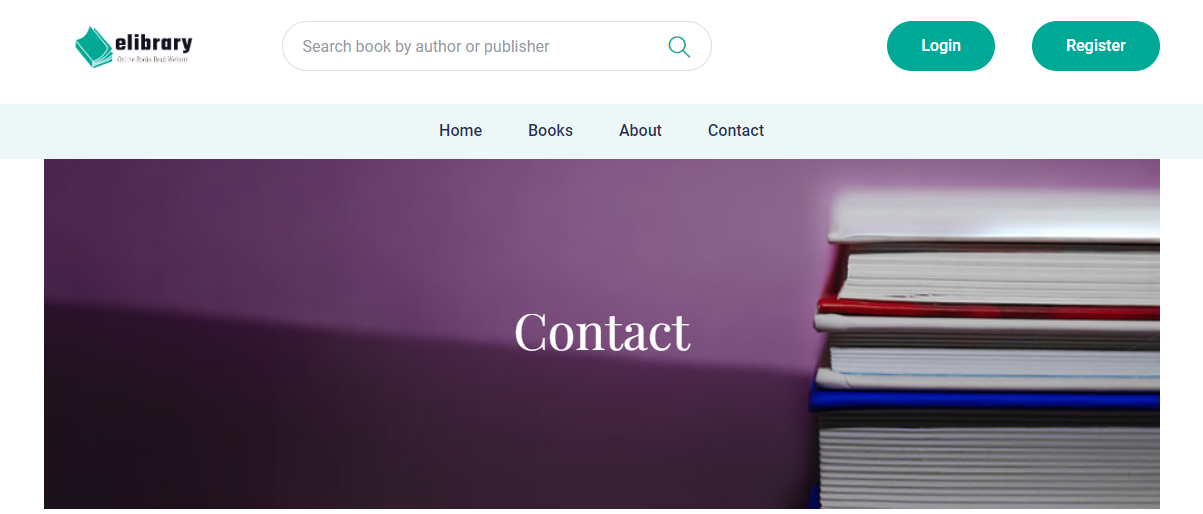 elibrary
Online Books Read Website
Search book by author or publisher
Login
Register
Home
Books
About
Contact
Contact